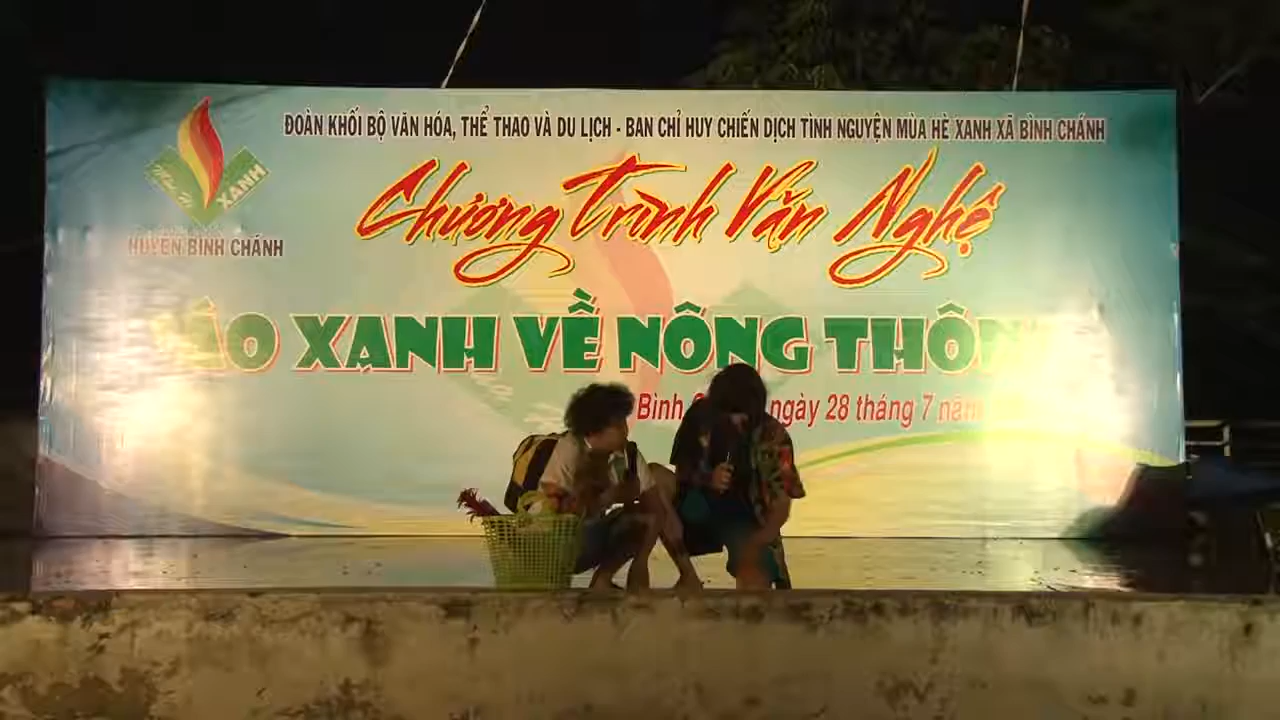 ĐOÀN KHỐI BỘ VĂN HÓA, THỂ THAO VÀ DU LỊCH - BAN CHỈ HUY CHIẾN DỊCH TÌNH NGUYỆN MÙA HÈ XANH XÃ BÌNH CHÁNH
XANH
HUYỆN BÌNH CHÁNH
Chương Trình Văn Nghệ
ÁO XANH VỀ NÔNG THÔN
Bình ngày 28 tháng 7 năm